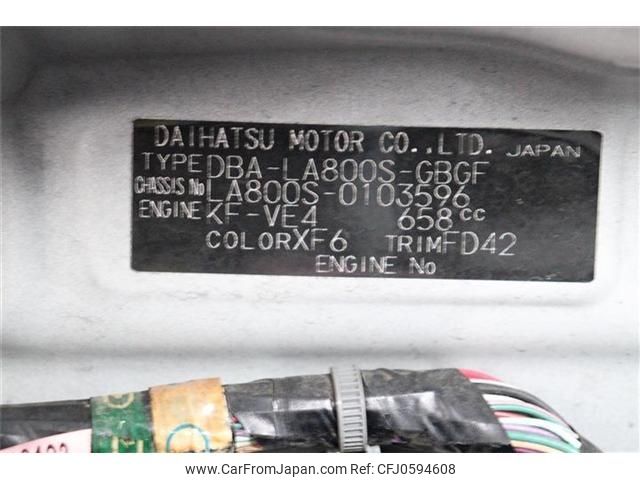 DAIHATSU MOTOR CO.,LTD. JAPAN
TYPE DBA-LA800S-GBGF
CHASSIS No LA800S-0103596
ENGINE KF-VE4 658cc
COLOR XF6 TRIM FD42
ENGINE No
© CarFromJapan www.carfromjapan.com CFJ0594608